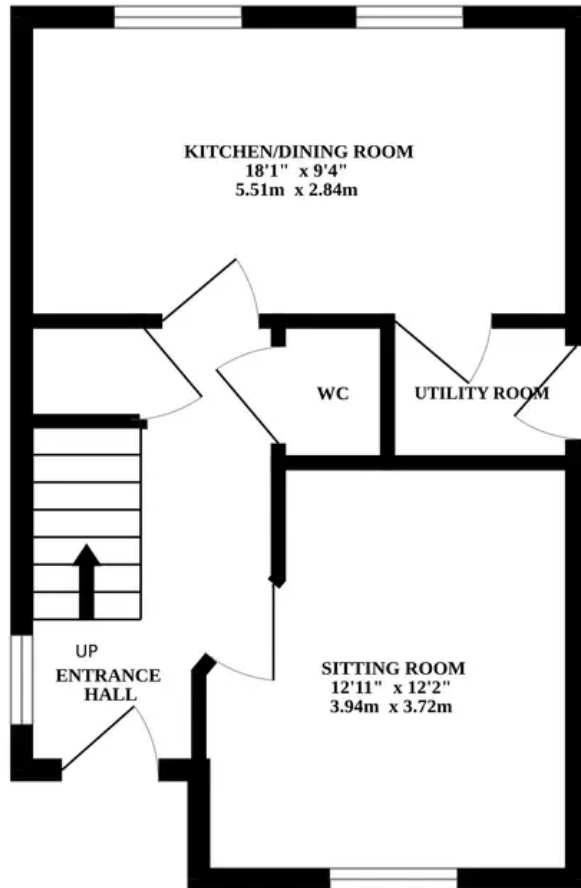 KITCHEN/DINING ROOM
18'1" x 9'4"
5.51m x 2.84m
WC
UTILITY ROOM
UP
ENTRANCE
HALL
SITTING ROOM
12'11" x 12'2"
3.94m x 3.72m